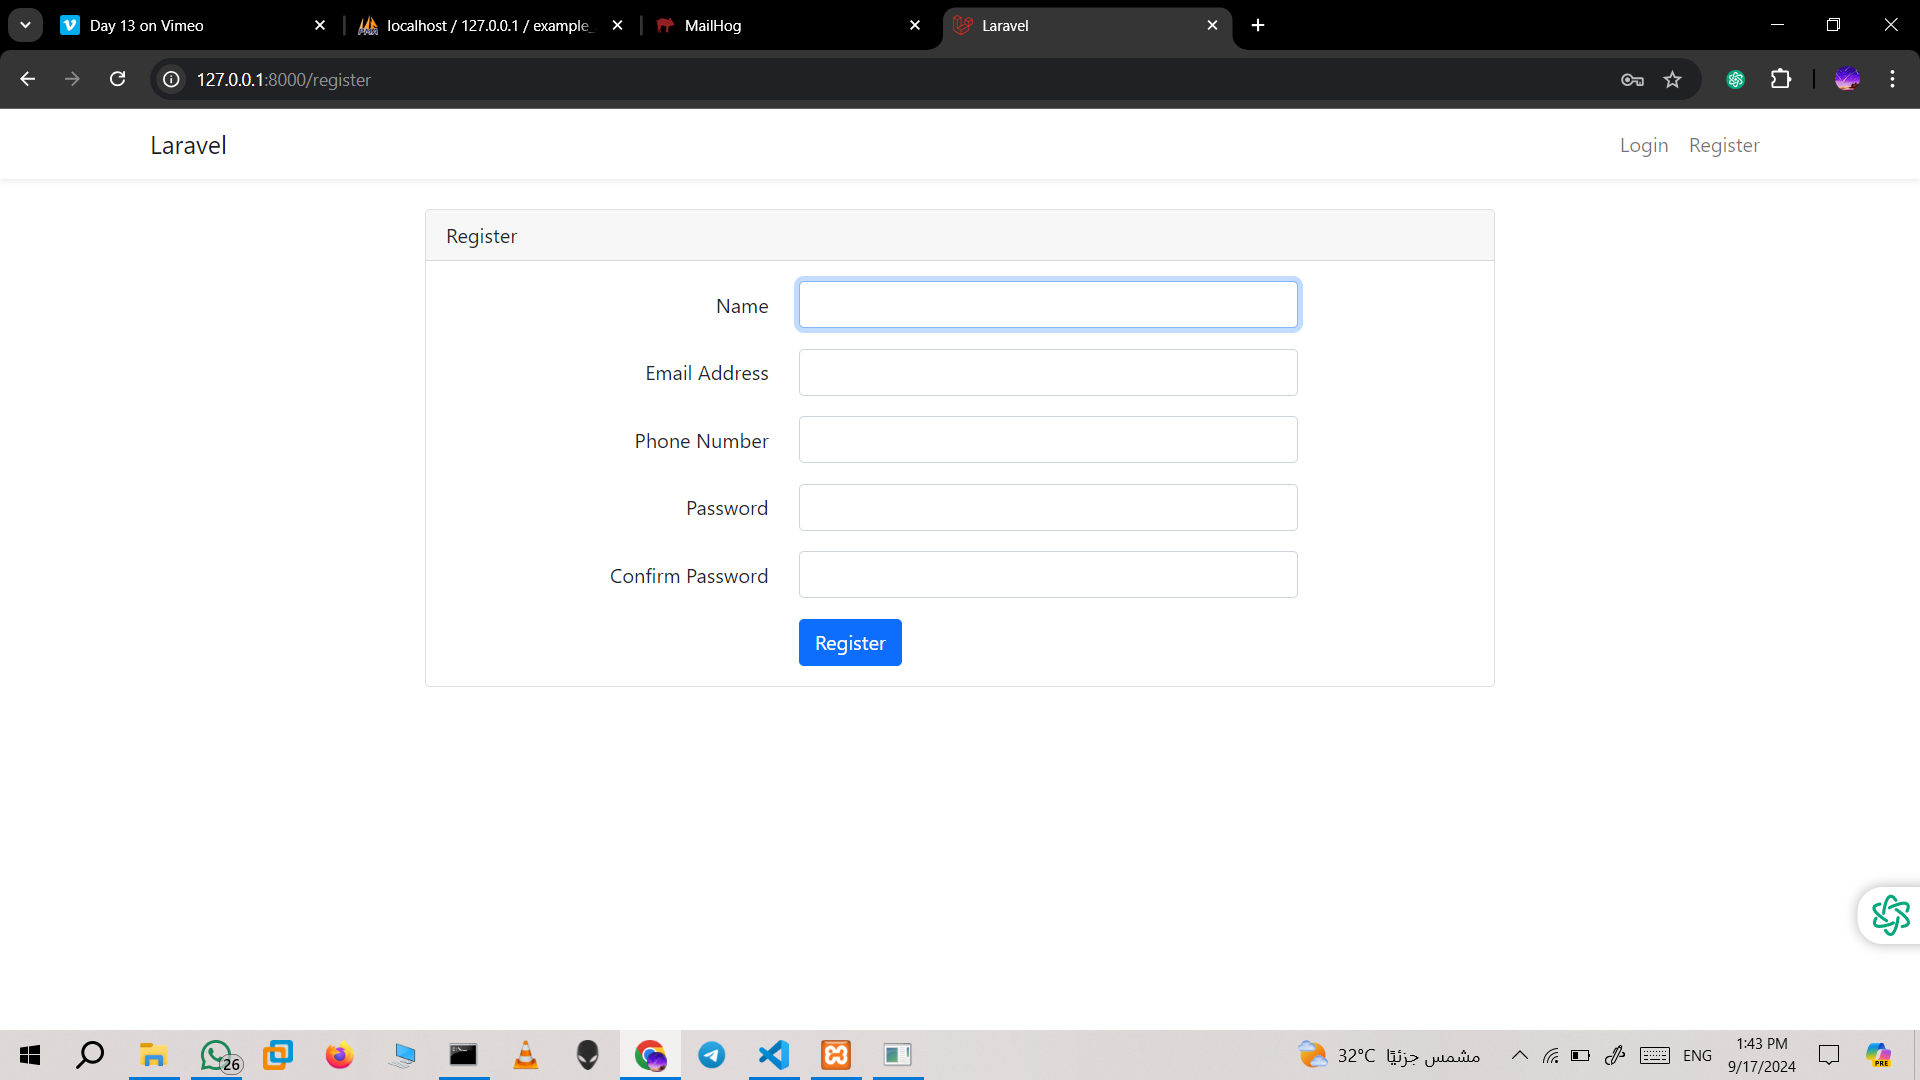 Day 13 on Vimeo
localhost / 127.0.0.1 / example_
MailHog
Laravel
127.0.0.1:8000/register
Laravel
Login
Register
Register
Name
Email Address
Phone Number
Password
Confirm Password
Register
26
32°C مشمس جزئيًا
ENG
1:43 PM
9/17/2024
PRE